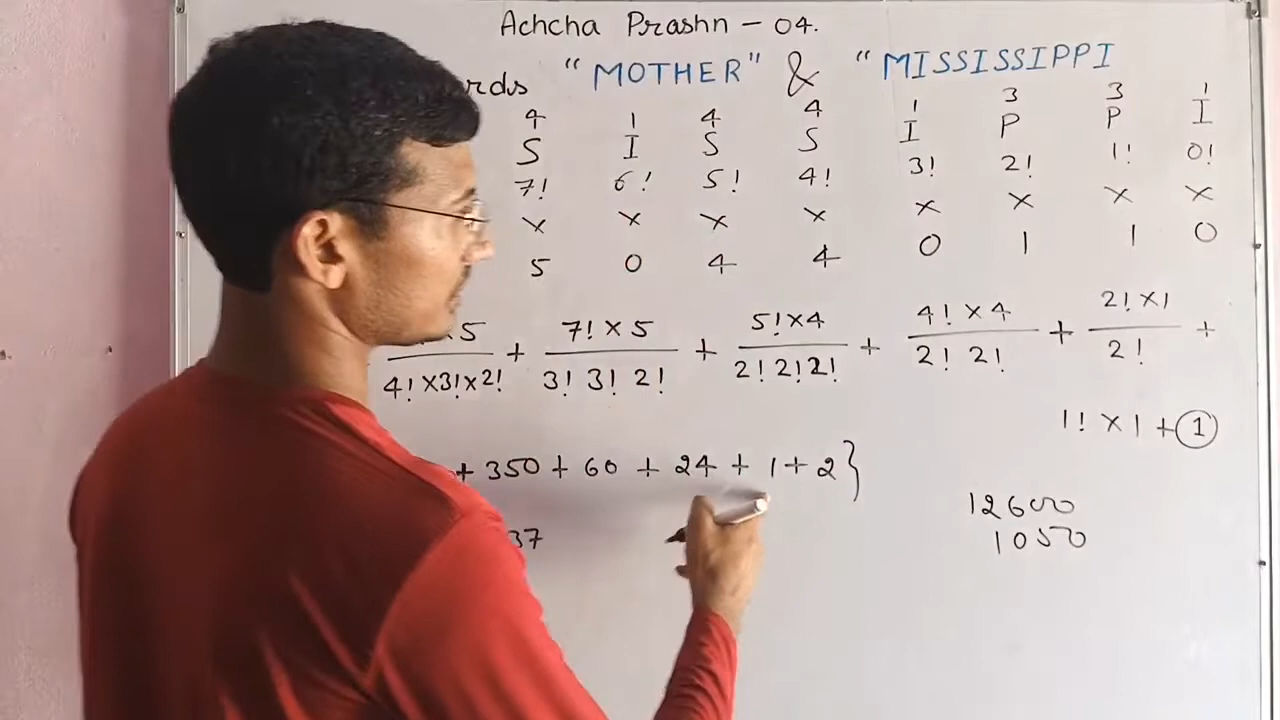 Achcha Prashn - 04.
rds "MOTHER" & "MISSISSIPPI
4 1 4 4 1 3 3 1
S I S S I P P I
7! 6! 5! 4! 3! 2! 1! 0!
× × × × × × × ×
5 0 4 4 0 1 1 0
×5 / 4!×3!×2! + 7!×5 / 3! 3! 2! + 5!×4 / 2! 2! 2! + 4!×4 / 2! 2! + 2!×1 / 2! +
1! × 1 + 1
+ 350 + 60 + 24 + 1 + 2}
12600
37
1050